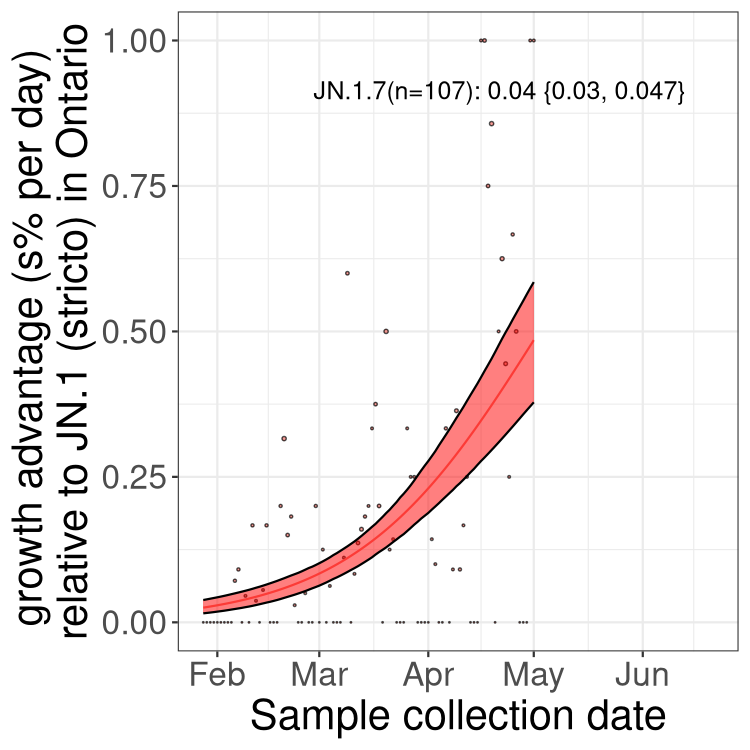 growth advantage (s% per day)
relative to JN.1 (stricto) in Ontario
1.00
0.75
0.50
0.25
0.00
JN.1.7(n=107): 0.04 {0.03, 0.047}
Feb Mar Apr May Jun
Sample collection date